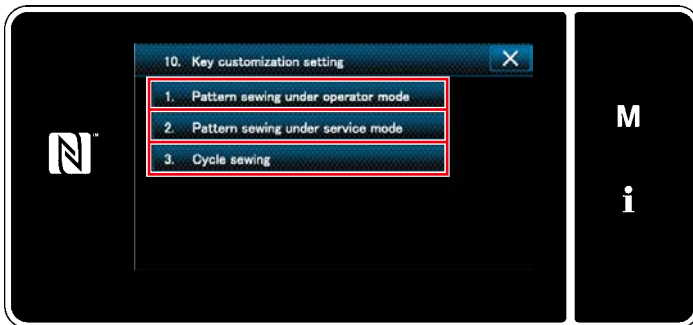 10. Key customization setting
1. Pattern sewing under operator mode
2. Pattern sewing under service mode
3. Cycle sewing
M
i
N